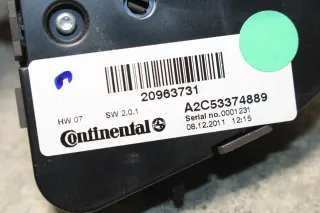 20963731
HW 07 SW 2.0.1 A2C53374889
Serial no.0001231
Continental 08.12.2011 12:15